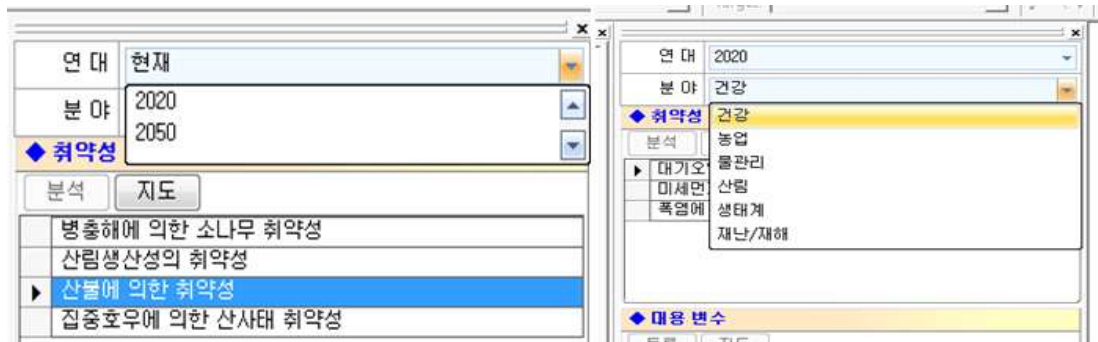 연 대 현재
분 야
2020
2050
◆ 취약성
분석 지도
병충해에 의한 소나무 취약성
산림생산성의 취약성
산불에 의한 취약성
집중호우에 의한 산사태 취약성
연 대 2020
분 야 건강
◆ 취약성
건강
농업
물관리
산림
생태계
재난/재해
분석
대기오
미세먼
폭염에
◆ 대용 변수
지도